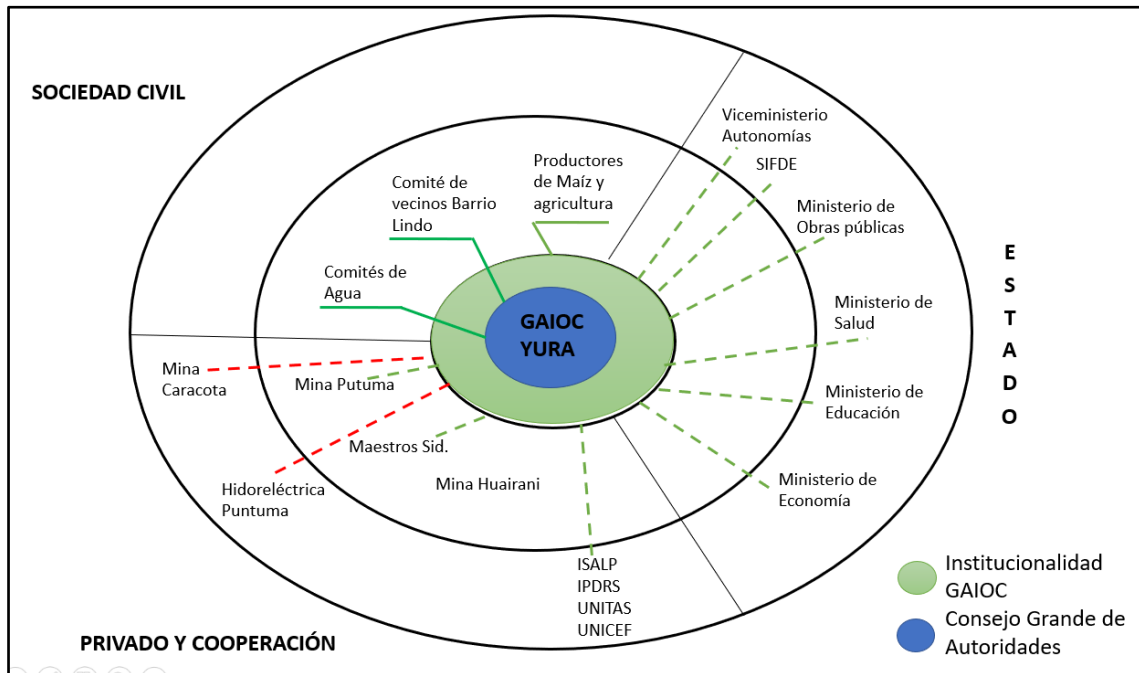 SOCIEDAD CIVIL
Viceministerio
Autonomías
SIFDE
Productores
de Maíz y
agricultura
Comité de
vecinos Barrio
Lindo
Ministerio de
Obras públicas
Comités de
Agua
GAIOC
YURA
Ministerio de
Salud
E
S
T
A
D
O
Mina
Caracota
Mina Putuma
Ministerio de
Educación
Maestros Sid.
Mina Huairani
Hidoreléctrica
Puntuma
Ministerio de
Economía
ISALP
IPDRS
UNITAS
UNICEF
PRIVADO Y COOPERACIÓN
Institucionalidad
GAIOC
Consejo Grande de
Autoridades